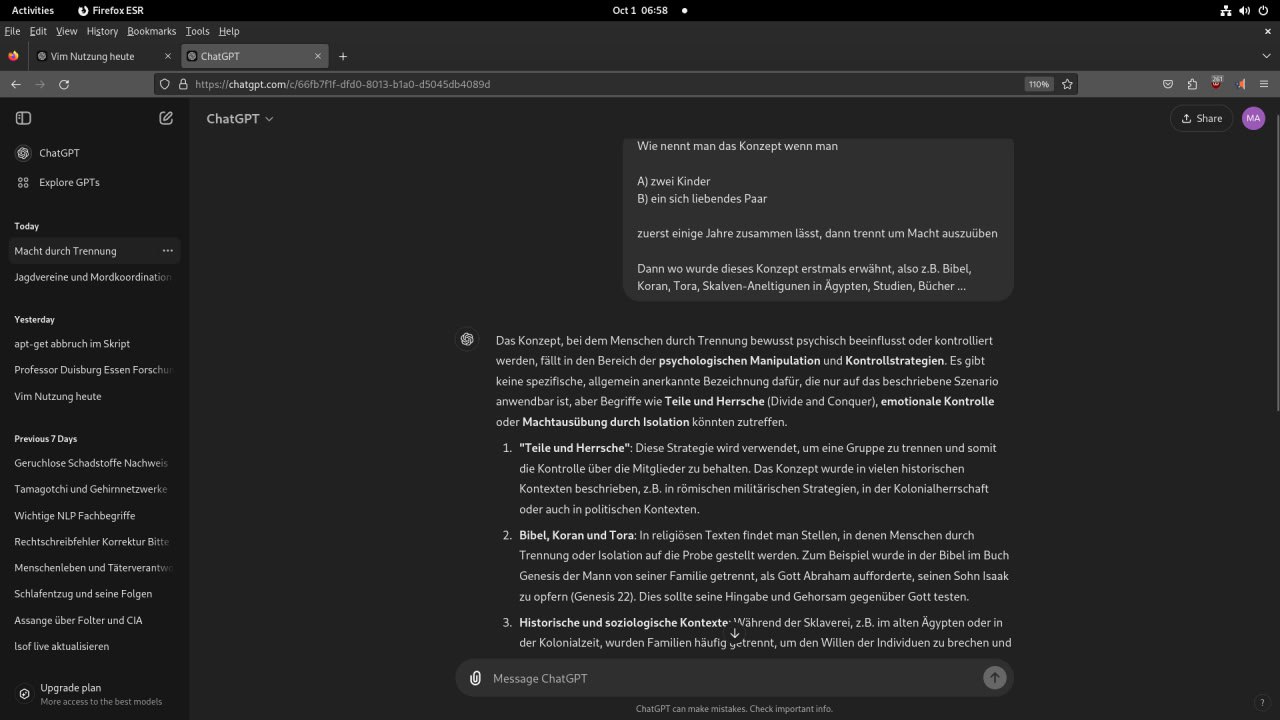 Activities
Firefox ESR
Oct 1 06:58
File Edit View History Bookmarks Tools Help
Vim Nutzung heute
ChatGPT
https://chatgpt.com/c/66fb7f1f-dfd0-8013-b1a0-d5045db4089d
110%
261
ChatGPT
Share
MA
ChatGPT
Explore GPTs
Today
Macht durch Trennung
Jagdvereine und Mordkoordination
Yesterday
apt-get abbruch im Skript
Professor Duisburg Essen Forschun
Vim Nutzung heute
Previous 7 Days
Geruchlose Schadstoffe Nachweis
Tamagotchi und Gehirnnetzwerke
Wichtige NLP Fachbegriffe
Rechtschreibfehler Korrektur Bitte
Menschenleben und Täterverantwo
Schlafentzug und seine Folgen
Assange über Folter und CIA
lsof live aktualisieren
Upgrade plan
More access to the best models
Wie nennt man das Konzept wenn man
A) zwei Kinder
B) ein sich liebendes Paar
zuerst einige Jahre zusammen lässt, dann trennt um Macht auszuüben
Dann wo wurde dieses Konzept erstmals erwähnt, also z.B. Bibel,
Koran, Tora, Skalven-Aneltigunen in Ägypten, Studien, Bücher ...
Das Konzept, bei dem Menschen durch Trennung bewusst psychisch beeinflusst oder kontrolliert
werden, fällt in den Bereich der psychologischen Manipulation und Kontrollstrategien. Es gibt
keine spezifische, allgemein anerkannte Bezeichnung dafür, die nur auf das beschriebene Szenario
anwendbar ist, aber Begriffe wie Teile und Herrsche (Divide and Conquer), emotionale Kontrolle
oder Machtausübung durch Isolation könnten zutreffen.
1. "Teile und Herrsche": Diese Strategie wird verwendet, um eine Gruppe zu trennen und somit
die Kontrolle über die Mitglieder zu behalten. Das Konzept wurde in vielen historischen
Kontexten beschrieben, z.B. in römischen militärischen Strategien, in der Kolonialherrschaft
oder auch in politischen Kontexten.
2. Bibel, Koran und Tora: In religiösen Texten findet man Stellen, in denen Menschen durch
Trennung oder Isolation auf die Probe gestellt werden. Zum Beispiel wurde in der Bibel im Buch
Genesis der Mann von seiner Familie getrennt, als Gott Abraham aufforderte, seinen Sohn Isaak
zu opfern (Genesis 22). Dies sollte seine Hingabe und Gehorsam gegenüber Gott testen.
3. Historische und soziologische Kontexte: Während der Sklaverei, z.B. im alten Ägypten oder in
der Kolonialzeit, wurden Familien häufig getrennt, um den Willen der Individuen zu brechen und
Message ChatGPT
ChatGPT can make mistakes. Check important info.
?